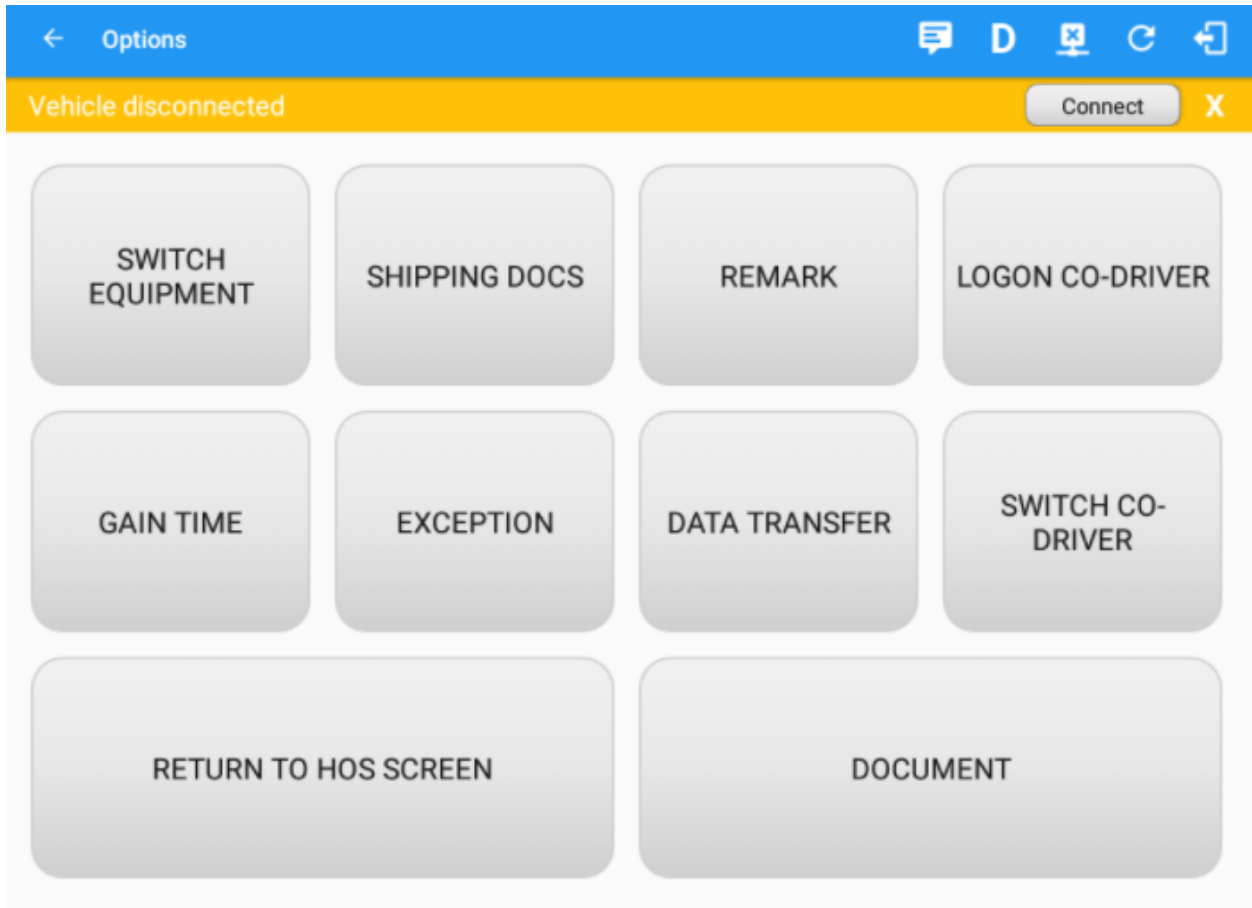 Options
D
Vehicle disconnected
Connect
X
SWITCH
EQUIPMENT
SHIPPING DOCS
REMARK
LOGON CO-DRIVER
GAIN TIME
EXCEPTION
DATA TRANSFER
SWITCH CO-
DRIVER
RETURN TO HOS SCREEN
DOCUMENT